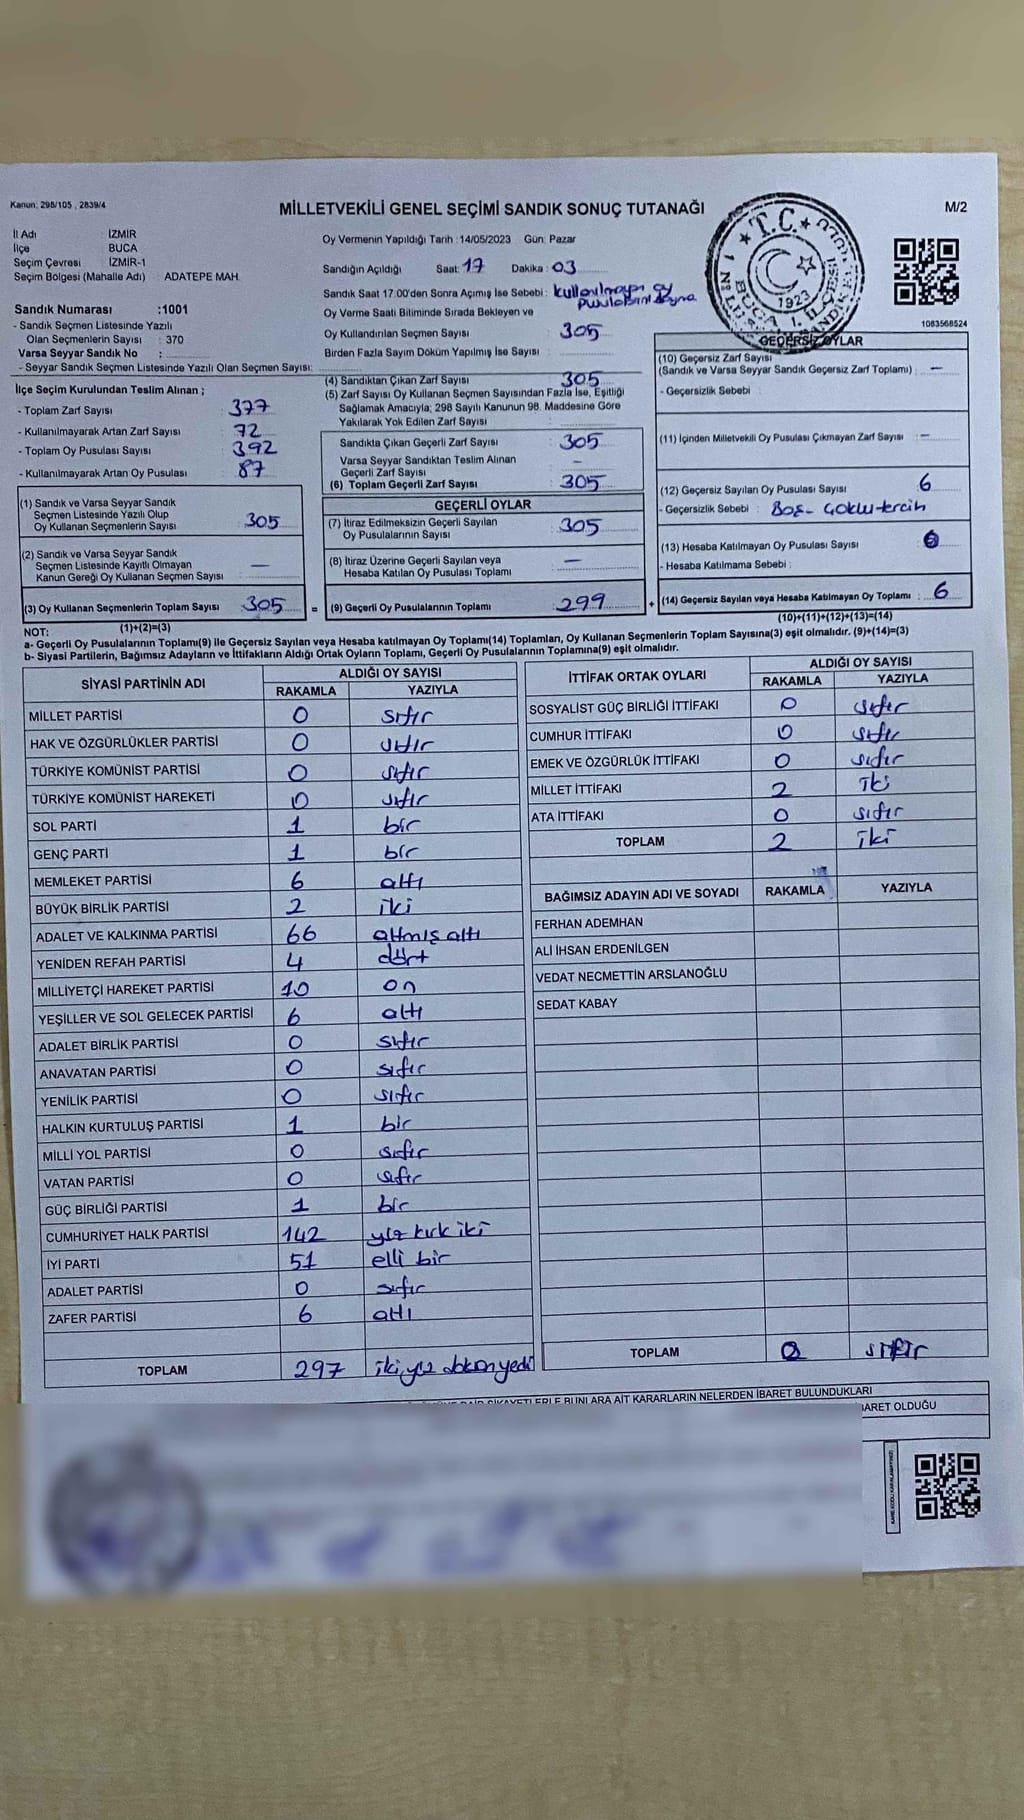 Kanun: 298/105 , 2839/4
MİLLETVEKİLİ GENEL SEÇİMİ SANDIK SONUÇ TUTANAĞI
M/2
İl Adı İZMİR
İlçe BUCA
Seçim Çevresi İZMİR-1
Seçim Bölgesi (Mahalle Adı) ADATEPE MAH.
Sandık Numarası :1001
- Sandık Seçmen Listesinde Yazılı
Olan Seçmenlerin Sayısı : 370
Varsa Seyyar Sandık No :
- Seyyar Sandık Seçmen Listesinde Yazılı Olan Seçmen Sayısı:
İlçe Seçim Kurulundan Teslim Alınan ;
- Toplam Zarf Sayısı 377
- Kullanılmayarak Artan Zarf Sayısı 72
- Toplam Oy Pusulası Sayısı 392
- Kullanılmayarak Artan Oy Pusulası 87
(1) Sandık ve Varsa Seyyar Sandık
Seçmen Listesinde Yazılı Olup
Oy Kullanan Seçmenlerin Sayısı 305
(2) Sandık ve Varsa Seyyar Sandık
Seçmen Listesinde Kayıtlı Olmayan
Kanun Gereği Oy Kullanan Seçmen Sayısı —
(3) Oy Kullanan Seçmenlerin Toplam Sayısı 305 =
(1)+(2)=(3)
Oy Vermenin Yapıldığı Tarih :14/05/2023 Gün: Pazar
Sandığın Açıldığı Saat: 17 Dakika : 03
Sandık Saat 17:00'den Sonra Açımış İse Sebebi : kullanılmayan oy
pusulalarının
Oy Verme Saati Bitiminde Sırada Bekleyen ve
Oy Kullandırılan Seçmen Sayısı : 305
Birden Fazla Sayım Döküm Yapılmış İse Sayısı :
(4) Sandıktan Çıkan Zarf Sayısı : 305
(5) Zarf Sayısı Oy Kullanan Seçmen Sayısından Fazla İse, Eşitliği
Sağlamak Amacıyla; 298 Sayılı Kanunun 98. Maddesine Göre
Yakılarak Yok Edilen Zarf Sayısı
Sandıkta Çıkan Geçerli Zarf Sayısı : 305
Varsa Seyyar Sandıktan Teslim Alınan
Geçerli Zarf Sayısı —
(6) Toplam Geçerli Zarf Sayısı : 305
GEÇERLİ OYLAR
(7) İtiraz Edilmeksizin Geçerli Sayılan
Oy Pusulalarının Sayısı : 305
(8) İtiraz Üzerine Geçerli Sayılan veya
Hesaba Katılan Oy Pusulası Toplamı : —
(9) Geçerli Oy Pusulalarının Toplamı : 299 +
T.C.
1923
BUCA 1. İLÇE
1083568524
GEÇERSİZ OYLAR
(10) Geçersiz Zarf Sayısı
(Sandık ve Varsa Seyyar Sandık Geçersiz Zarf Toplamı) : —
- Geçersizlik Sebebi :
(11) İçinden Milletvekili Oy Pusulası Çıkmayan Zarf Sayısı : —
(12) Geçersiz Sayılan Oy Pusulası Sayısı : 6
- Geçersizlik Sebebi : Boş - çoklu tercih
(13) Hesaba Katılmayan Oy Pusulası Sayısı :
- Hesaba Katılmama Sebebi :
(14) Geçersiz Sayılan veya Hesaba Katılmayan Oy Toplamı : 6
(10)+(11)+(12)+(13)=(14)
NOT:
a- Geçerli Oy Pusulalarının Toplamı(9) ile Geçersiz Sayılan veya Hesaba katılmayan Oy Toplamı(14) Toplamları, Oy Kullanan Seçmenlerin Toplam Sayısına(3) eşit olmalıdır. (9)+(14)=(3)
b- Siyasi Partilerin, Bağımsız Adayların ve İttifakların Aldığı Ortak Oyların Toplamı, Geçerli Oy Pusulalarının Toplamına(9) eşit olmalıdır.
SİYASİ PARTİNİN ADI ALDIĞI OY SAYISI
RAKAMLA YAZIYLA
MİLLET PARTİSİ 0 sıfır
HAK VE ÖZGÜRLÜKLER PARTİSİ 0 sıfır
TÜRKİYE KOMÜNİST PARTİSİ 0 sıfır
TÜRKİYE KOMÜNİST HAREKETİ 0 sıfır
SOL PARTİ 1 bir
GENÇ PARTİ 1 bir
MEMLEKET PARTİSİ 6 altı
BÜYÜK BİRLİK PARTİSİ 2 iki
ADALET VE KALKINMA PARTİSİ 66 altmış altı
YENİDEN REFAH PARTİSİ 4 dört
MİLLİYETÇİ HAREKET PARTİSİ 10 on
YEŞİLLER VE SOL GELECEK PARTİSİ 6 altı
ADALET BİRLİK PARTİSİ 0 sıfır
ANAVATAN PARTİSİ 0 sıfır
YENİLİK PARTİSİ 0 sıfır
HALKIN KURTULUŞ PARTİSİ 1 bir
MİLLİ YOL PARTİSİ 0 sıfır
VATAN PARTİSİ 0 sıfır
GÜÇ BİRLİĞİ PARTİSİ 1 bir
CUMHURİYET HALK PARTİSİ 142 yüz kırk iki
İYİ PARTİ 51 elli bir
ADALET PARTİSİ 0 sıfır
ZAFER PARTİSİ 6 altı
TOPLAM 297 iki yüz doksan yedi
İTTİFAK ORTAK OYLARI ALDIĞI OY SAYISI
RAKAMLA YAZIYLA
SOSYALİST GÜÇ BİRLİĞİ İTTİFAKI 0 sıfır
CUMHUR İTTİFAKI 0 sıfır
EMEK VE ÖZGÜRLÜK İTTİFAKI 0 sıfır
MİLLET İTTİFAKI 2 iki
ATA İTTİFAKI 0 sıfır
TOPLAM 2 iki
BAĞIMSIZ ADAYIN ADI VE SOYADI RAKAMLA YAZIYLA
FERHAN ADEMHAN
ALİ İHSAN ERDENİLGEN
VEDAT NECMETTİN ARSLANOĞLU
SEDAT KABAY
TOPLAM 0 sıfır
ŞİKAYETLERLE BUNLARA AİT KARARLARIN NELERDEN İBARET BULUNDUKLARI
İBARET OLDUĞU